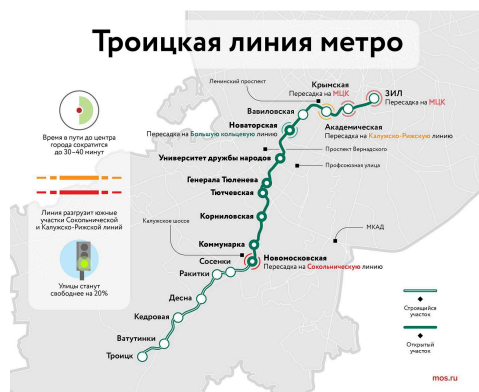 Троицкая линия метро
Время в пути до центра
города сократится
до 30–40 минут
Линия разгрузит южные
участки Сокольнической
и Калужско-Рижской линий
Улицы станут
свободнее на 20%
Ленинский проспект
Крымская
Пересадка на МЦК
ЗИЛ
Пересадка на МЦК
Вавиловская
Новаторская
Пересадка на Большую кольцевую линию
Академическая
Пересадка на Калужско-Рижскую линию
Проспект Вернадского
Университет дружбы народов
Профсоюзная улица
Генерала Тюленева
Тютчевская
Корниловская
Калужское шоссе
МКАД
Коммунарка
Сосенки
Новомосковская
Пересадка на Сокольническую линию
Ракитки
Десна
Кедровая
Ватутинки
Троицк
Строящийся
участок
Открытый
участок
mos.ru